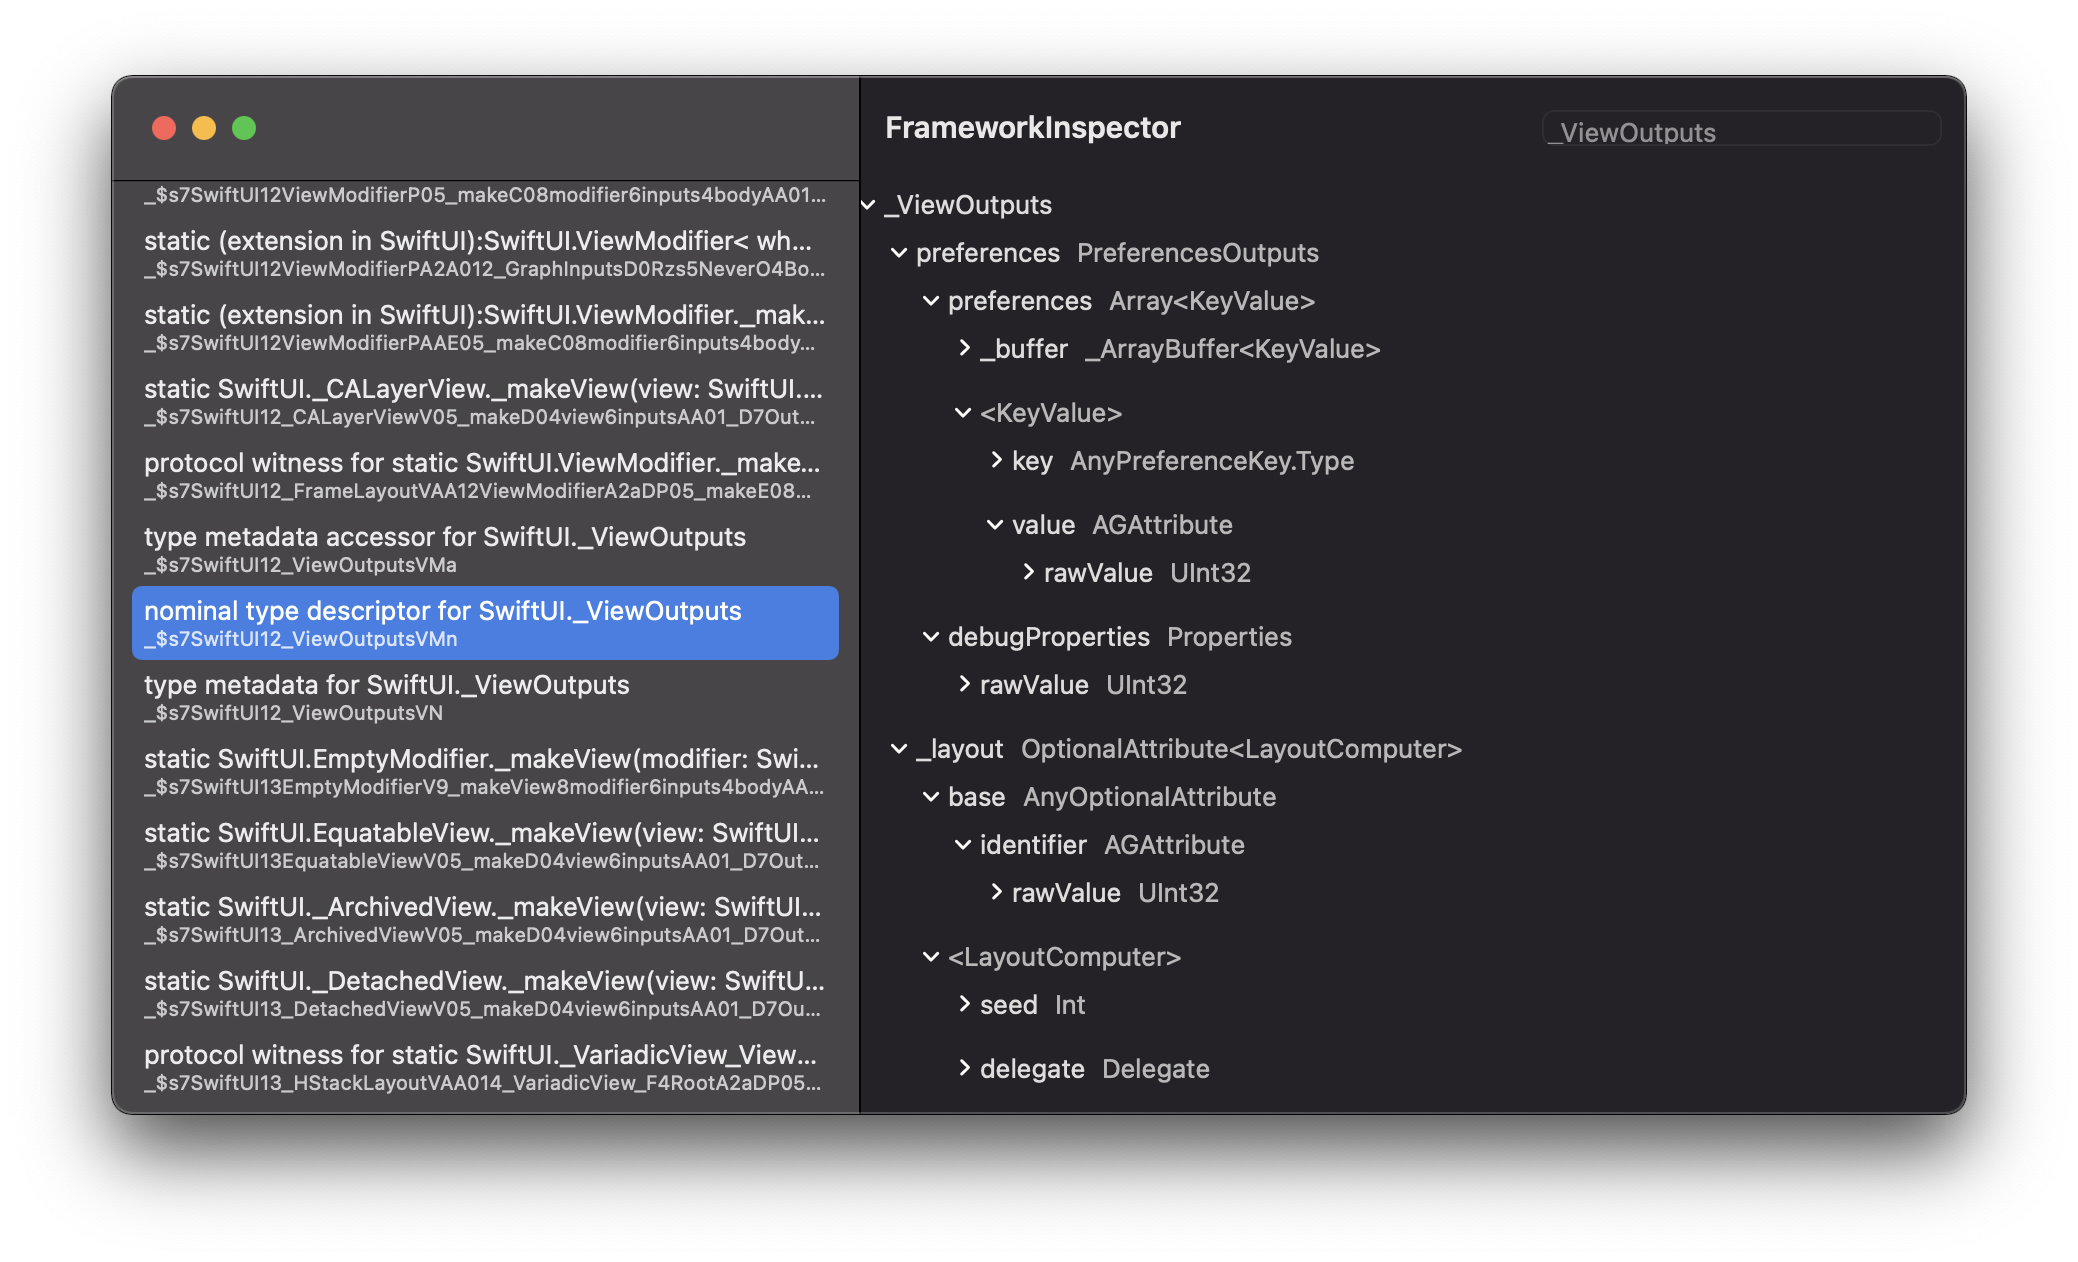 _$s7SwiftUI12ViewModifierP05_makeC08modifier6inputs4bodyAA01...
static (extension in SwiftUI):SwiftUI.ViewModifier< wh...
_$s7SwiftUI12ViewModifierPA2A012_GraphInputsD0Rzs5NeverO4Bo...
static (extension in SwiftUI):SwiftUI.ViewModifier._mak...
_$s7SwiftUI12ViewModifierPAAE05_makeC08modifier6inputs4body...
static SwiftUI._CALayerView._makeView(view: SwiftUI....
_$s7SwiftUI12_CALayerViewV05_makeD04view6inputsAA01_D7Out...
protocol witness for static SwiftUI.ViewModifier._make...
_$s7SwiftUI12_FrameLayoutVAA12ViewModifierA2aDP05_makeE08...
type metadata accessor for SwiftUI._ViewOutputs
_$s7SwiftUI12_ViewOutputsVMa
nominal type descriptor for SwiftUI._ViewOutputs
_$s7SwiftUI12_ViewOutputsVMn
type metadata for SwiftUI._ViewOutputs
_$s7SwiftUI12_ViewOutputsVN
static SwiftUI.EmptyModifier._makeView(modifier: Swi...
_$s7SwiftUI13EmptyModifierV9_makeView8modifier6inputs4bodyAA...
static SwiftUI.EquatableView._makeView(view: SwiftUI...
_$s7SwiftUI13EquatableViewV05_makeD04view6inputsAA01_D7Out...
static SwiftUI._ArchivedView._makeView(view: SwiftUI...
_$s7SwiftUI13_ArchivedViewV05_makeD04view6inputsAA01_D7Out...
static SwiftUI._DetachedView._makeView(view: SwiftU...
_$s7SwiftUI13_DetachedViewV05_makeD04view6inputsAA01_D7Ou...
protocol witness for static SwiftUI._VariadicView_View...
_$s7SwiftUI13_HStackLayoutVAA014_VariadicView_F4RootA2aDP05...
FrameworkInspector
_ViewOutputs
_ViewOutputs
preferences PreferencesOutputs
preferences Array<KeyValue>
_buffer _ArrayBuffer<KeyValue>
<KeyValue>
key AnyPreferenceKey.Type
value AGAttribute
rawValue UInt32
debugProperties Properties
rawValue UInt32
_layout OptionalAttribute<LayoutComputer>
base AnyOptionalAttribute
identifier AGAttribute
rawValue UInt32
<LayoutComputer>
seed Int
delegate Delegate